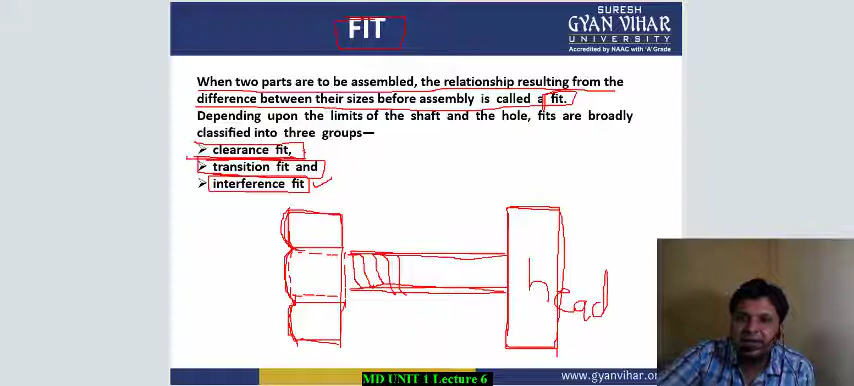 FIT
SURESH
GYAN VIHAR
UNIVERSITY
Accredited by NAAC with 'A' Grade
When two parts are to be assembled, the relationship resulting from the
difference between their sizes before assembly is called a fit.
Depending upon the limits of the shaft and the hole, fits are broadly
classified into three groups—
➢ clearance fit,
➢ transition fit and
➢ interference fit
head
MD UNIT 1 Lecture 6
www.gyanvihar.o